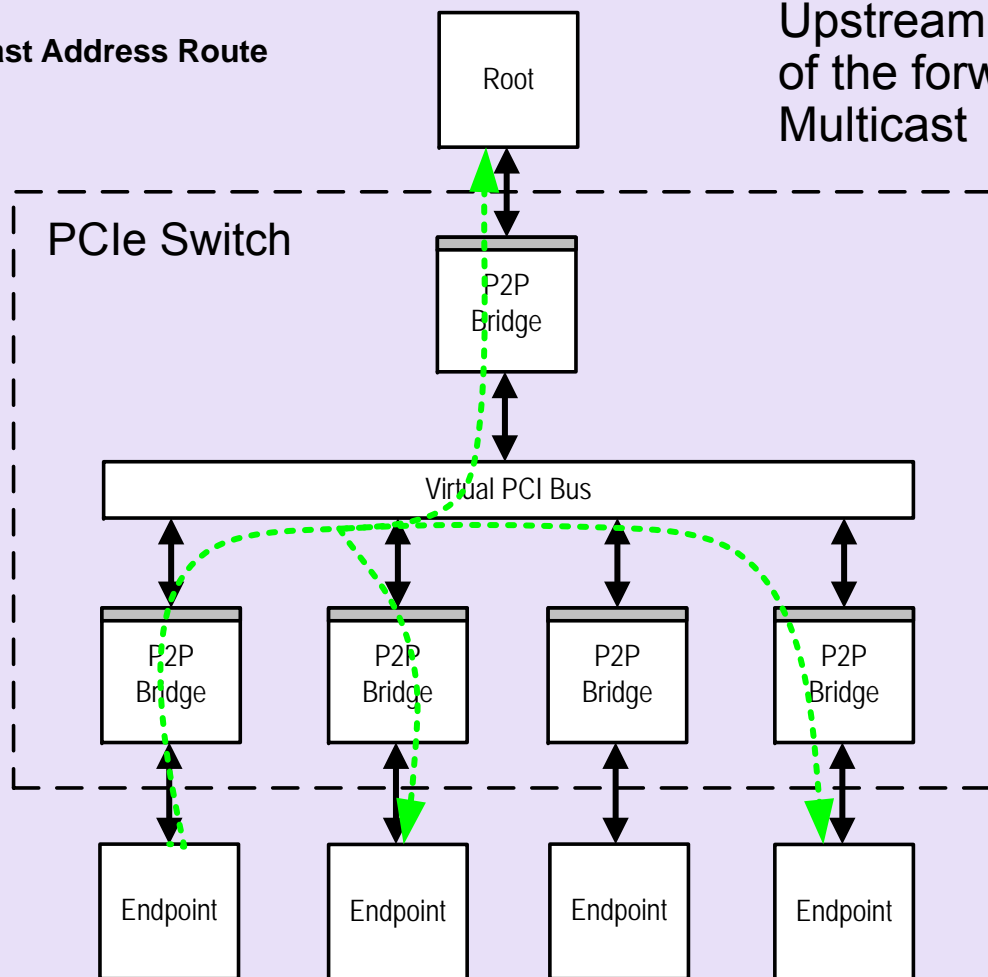 Upstream
ast Address Route
of the forw
Multicast
Root
PCIe Switch
P2P
Bridge
Virtual PCI Bus
P2P
Bridge
P2P
Bridge
P2P
Bridge
P2P
Bridge
Endpoint
Endpoint
Endpoint
Endpoint